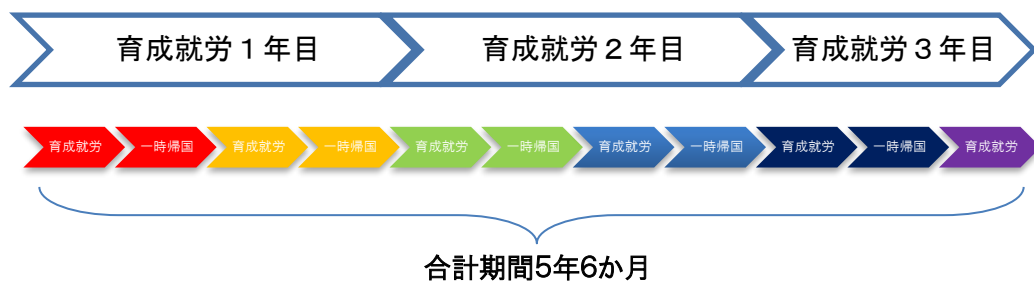 育成就労１年目 育成就労２年目 育成就労３年目
育成就労 一時帰国 育成就労 一時帰国 育成就労 一時帰国 育成就労 一時帰国 育成就労 一時帰国 育成就労
合計期間5年6か月